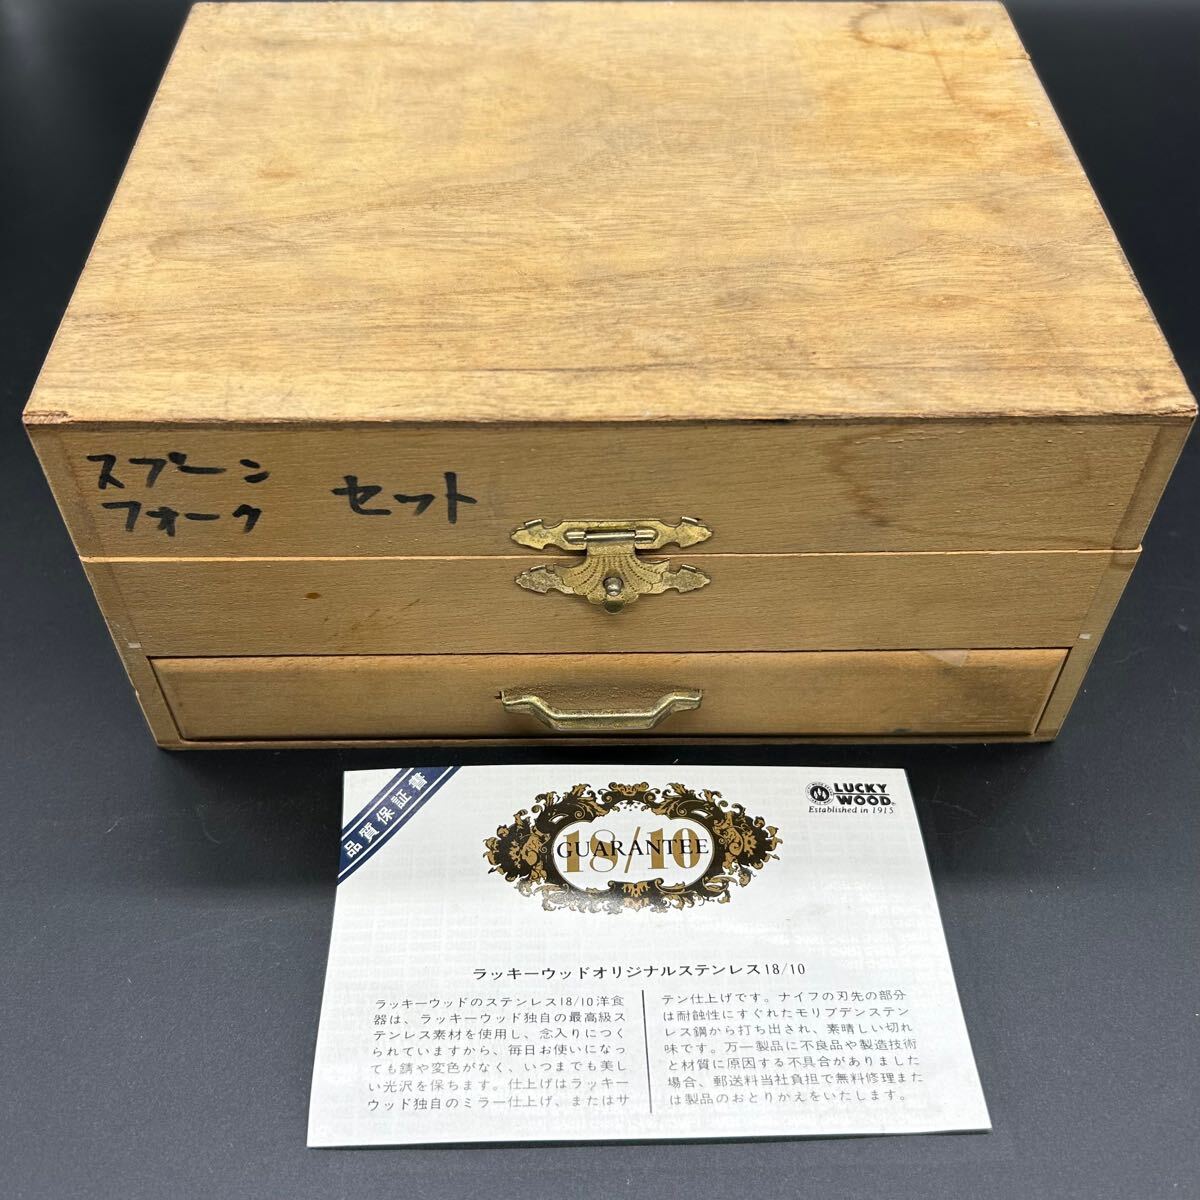 スプーン
フォーク
セット
品質保証書
18/10
GUARANTEE
LUCKY
WOOD
Established in 1915
ラッキーウッドオリジナルステンレス18/10
ラッキーウッドのステンレス18/10洋食
器は、ラッキーウッド独自の最高級ス
テンレス素材を使用し、念入りにつく
られていますから、毎日お使いになっ
ても錆や変色がなく、いつまでも美し
い光沢を保ちます。仕上げはラッキー
ウッド独自のミラー仕上げ、またはサ
テン仕上げです。ナイフの刃先の部分
は耐蝕性にすぐれたモリブデンステン
レス鋼から打ち出され、素晴しい切れ
味です。万一製品に不良品や製造技術
と材質に原因する不具合がありました
場合、郵送料当社負担で無料修理また
は製品のおとりかえをいたします。